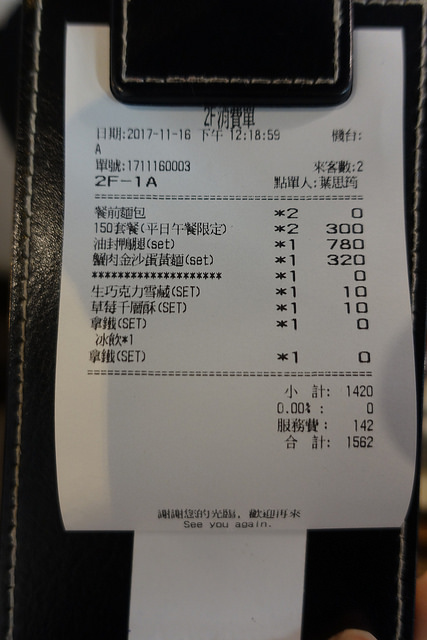 2F消費單
日期:2017-11-16 下午 12:18:59 機台:
A
單號:1711160003 來客數:2
2F-1A 點單人:葉思琦
================================
餐前麵包 *2 0
150套餐(平日午餐限定) *2 300
油封鴨腿(set) *1 780
蟹肉金沙蛋黃麵(set) *1 320
******************** *1 0
生巧克力雪藏(SET) *1 10
草莓千層酥(SET) *1 10
拿鐵(SET) *1 0
冰飲*1
拿鐵(SET) *1 0
================================
小 計: 1420
0.00% : 0
服務費: 142
合 計: 1562
謝謝您的光臨, 歡迎再來
See you again.